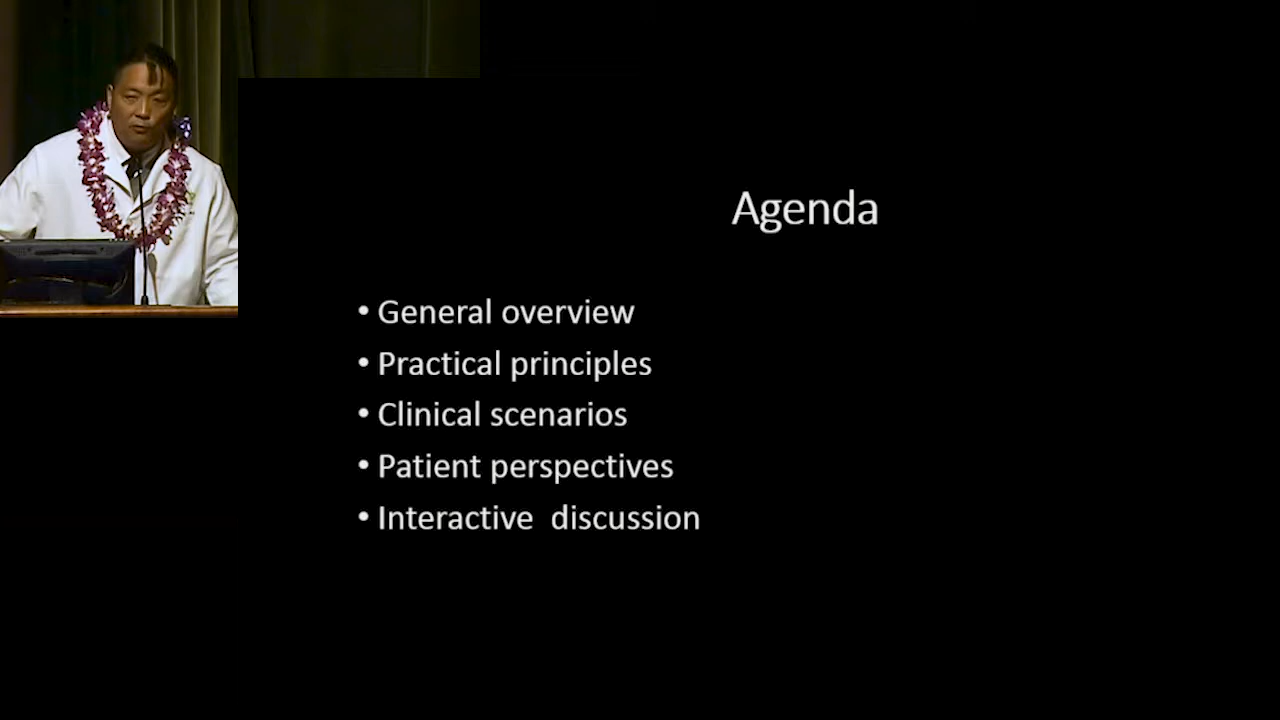 Agenda
• General overview
• Practical principles
• Clinical scenarios
• Patient perspectives
• Interactive  discussion